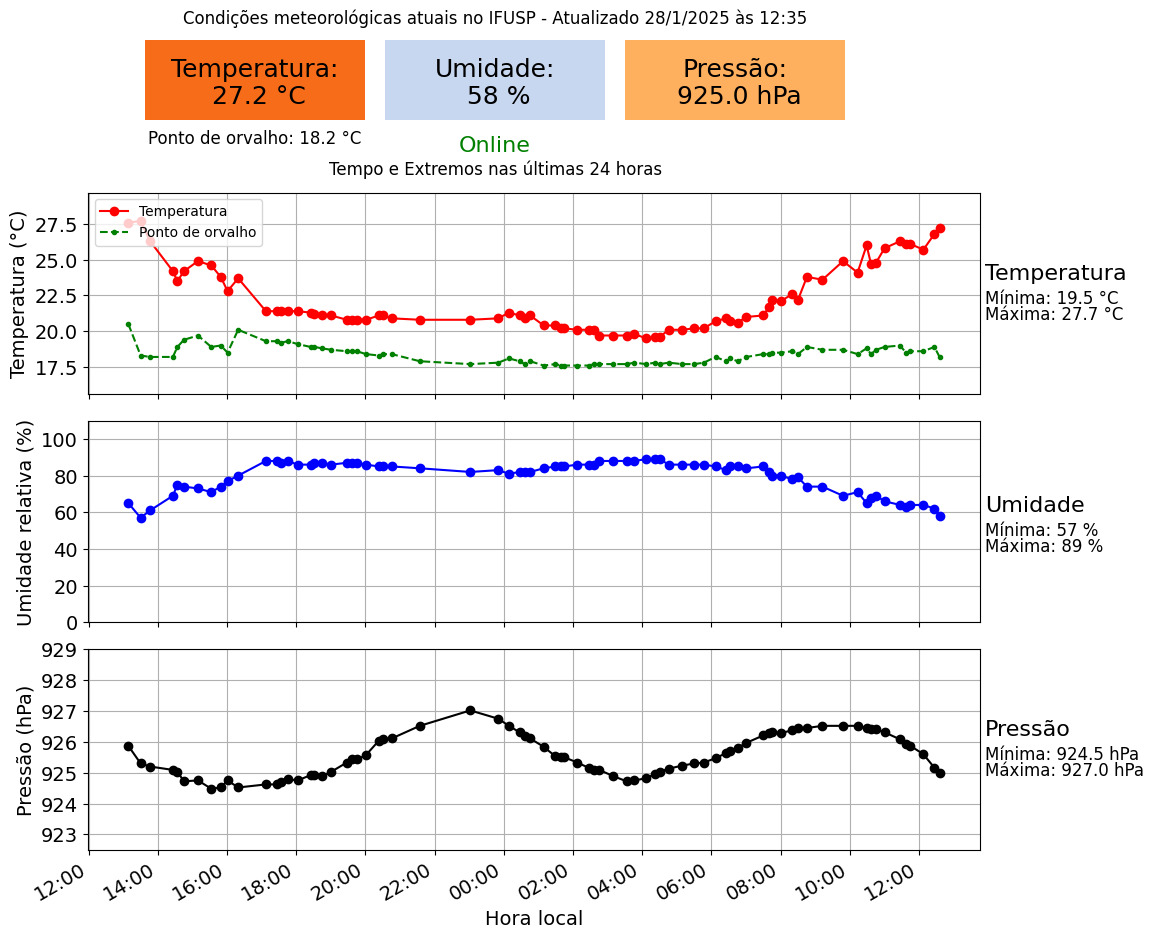 Condições meteorológicas atuais no IFUSP - Atualizado 28/1/2025 às 12:35
Temperatura:
27.2 °C
Umidade:
58 %
Pressão:
925.0 hPa
Ponto de orvalho: 18.2 °C
Online
Tempo e Extremos nas últimas 24 horas
Temperatura (°C)
27.5
25.0
22.5
20.0
17.5
Temperatura
Ponto de orvalho
Temperatura
Mínima: 19.5 °C
Máxima: 27.7 °C
Umidade relativa (%)
100
80
60
40
20
0
Umidade
Mínima: 57 %
Máxima: 89 %
Pressão (hPa)
929
928
927
926
925
924
923
Pressão
Mínima: 924.5 hPa
Máxima: 927.0 hPa
12:00 14:00 16:00 18:00 20:00 22:00 00:00 02:00 04:00 06:00 08:00 10:00 12:00
Hora local